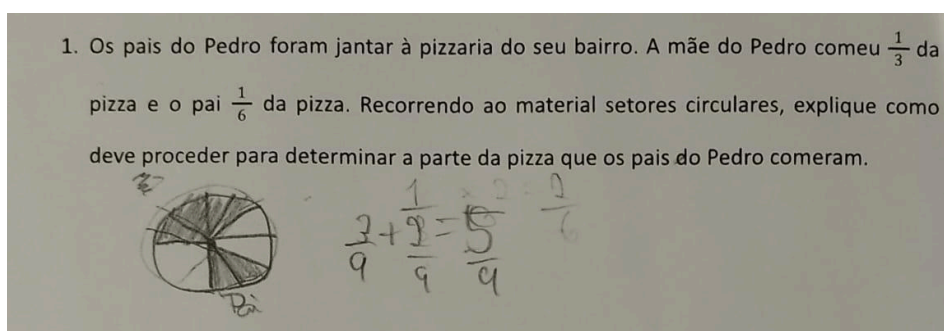 1. Os pais do Pedro foram jantar à pizzaria do seu bairro. A mãe do Pedro comeu 1/3 da
pizza e o pai 1/6 da pizza. Recorrendo ao material setores circulares, explique como
deve proceder para determinar a parte da pizza que os pais do Pedro comeram.
3/9 + 2/9 = 5/9
Pai